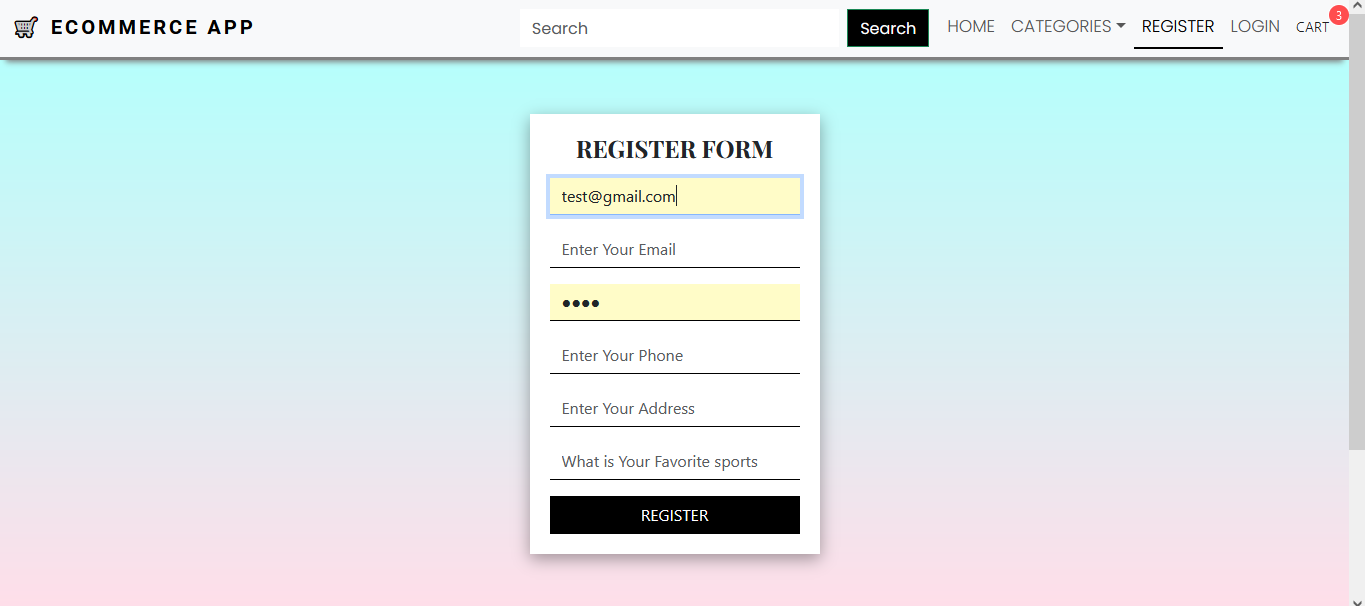 ECOMMERCE APP
Search Search HOME CATEGORIES REGISTER LOGIN CART 3
REGISTER FORM
test@gmail.com
Enter Your Email
••••
Enter Your Phone
Enter Your Address
What is Your Favorite sports
REGISTER